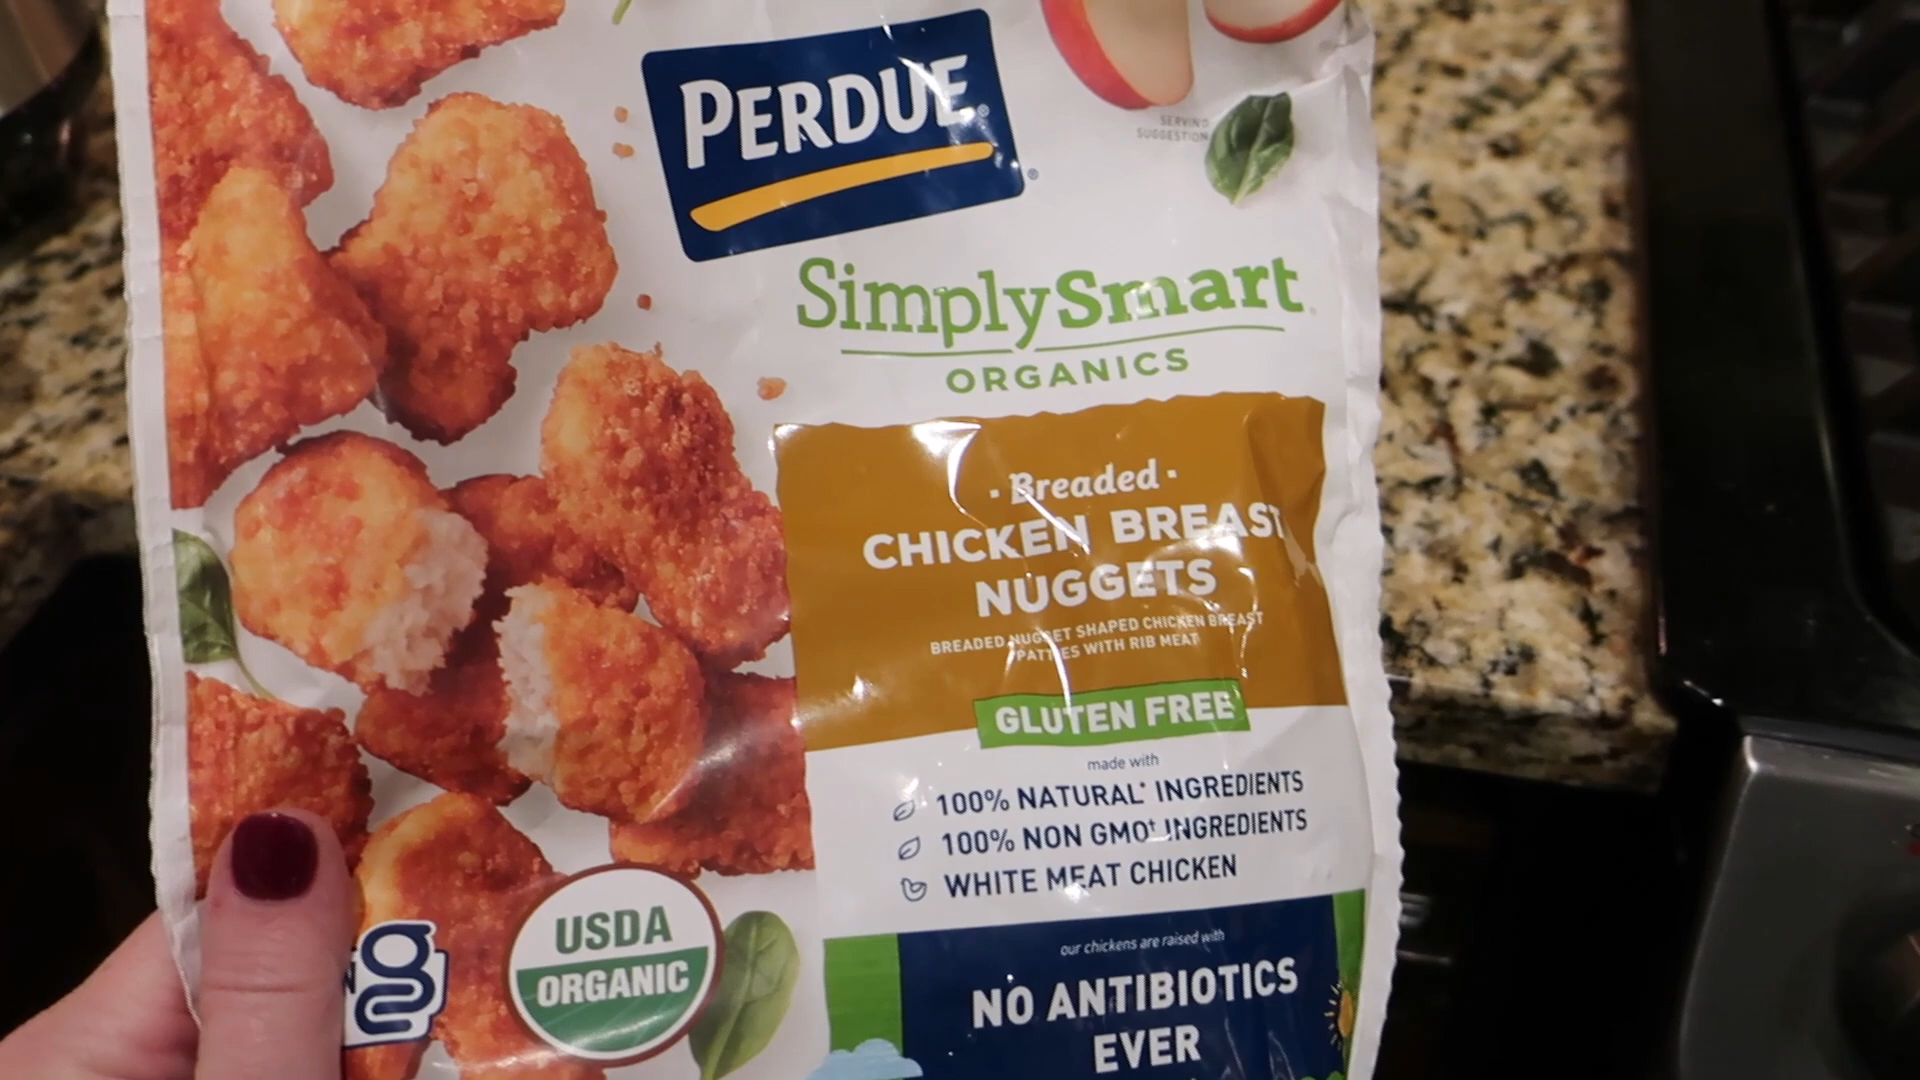 PERDUE®
SERVING
SUGGESTION
SimplySmart
ORGANICS
· Breaded ·
CHICKEN BREAST
NUGGETS
BREADED NUGGET SHAPED CHICKEN BREAST
PATTIES WITH RIB MEAT
GLUTEN FREE
made with
100% NATURAL* INGREDIENTS
100% NON GMO† INGREDIENTS
WHITE MEAT CHICKEN
USDA
ORGANIC
our chickens are raised with
NO ANTIBIOTICS
EVER